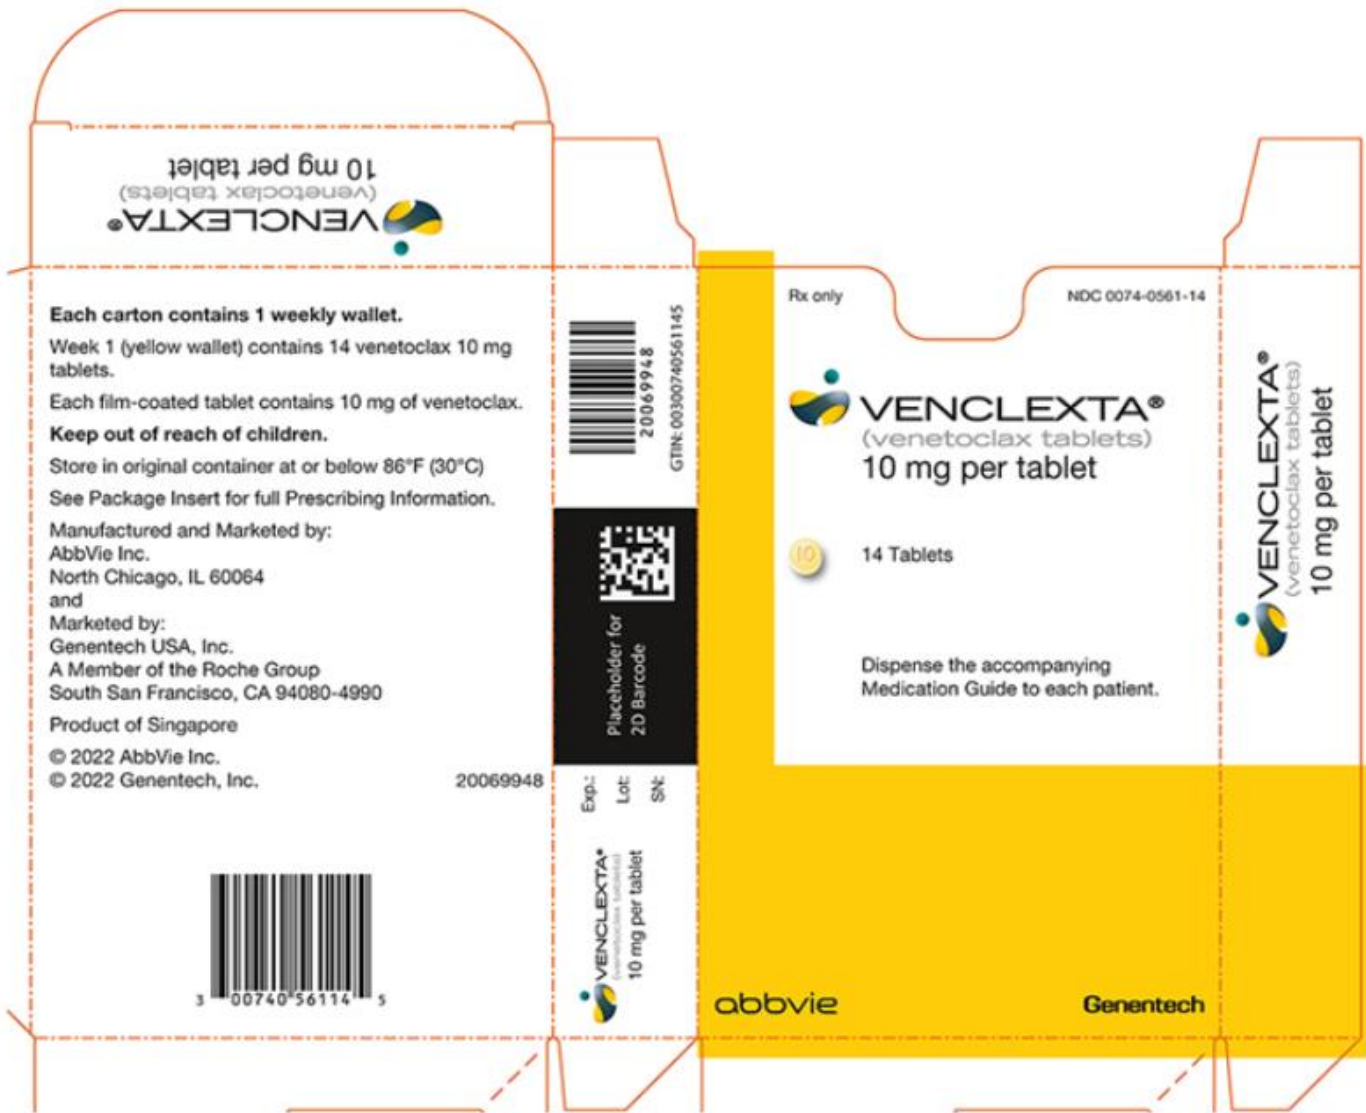 VENCLEXTA®
(venetoclax tablets)
10 mg per tablet
Each carton contains 1 weekly wallet.
Week 1 (yellow wallet) contains 14 venetoclax 10 mg
tablets.
Each film-coated tablet contains 10 mg of venetoclax.
Keep out of reach of children.
Store in original container at or below 86°F (30°C)
See Package Insert for full Prescribing Information.
Manufactured and Marketed by:
AbbVie Inc.
North Chicago, IL 60064
and
Marketed by:
Genentech USA, Inc.
A Member of the Roche Group
South San Francisco, CA 94080-4990
Product of Singapore
© 2022 AbbVie Inc.
© 2022 Genentech, Inc.
20069948
3 00740 56114 5
20069948
GTIN: 00300740561145
Placeholder for
2D Barcode
Exp.:
Lot:
SN:
VENCLEXTA®
(venetoclax tablets)
10 mg per tablet
Rx only
NDC 0074-0561-14
VENCLEXTA®
(venetoclax tablets)
10 mg per tablet
10
14 Tablets
Dispense the accompanying
Medication Guide to each patient.
abbvie
Genentech
VENCLEXTA®
(venetoclax tablets)
10 mg per tablet